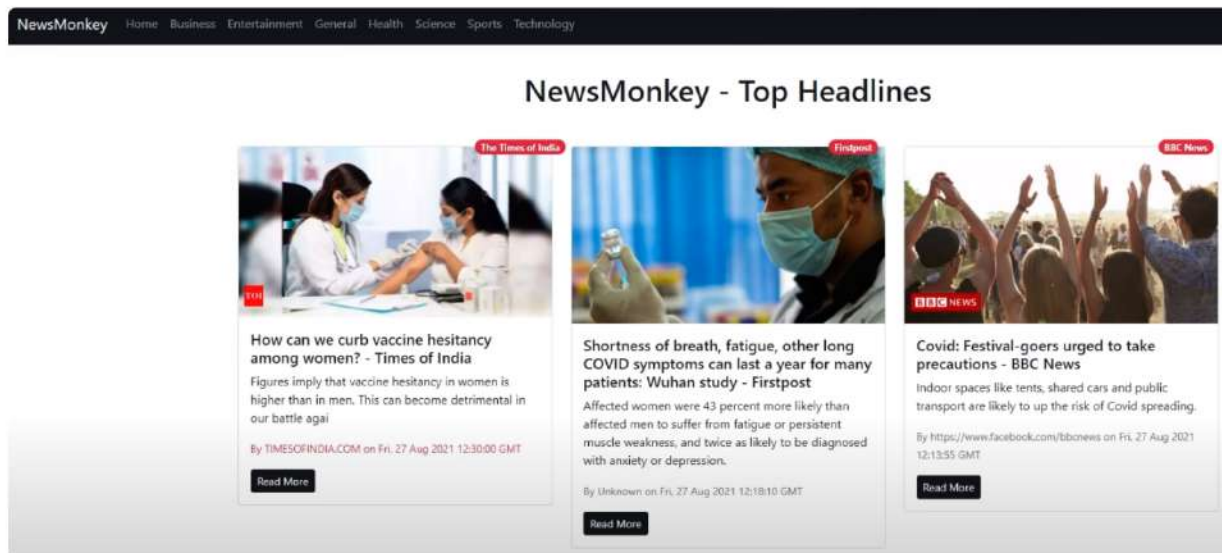 NewsMonkey Home Business Entertainment General Health Science Sports Technology
NewsMonkey - Top Headlines
The Times of India
TOI
How can we curb vaccine hesitancy
among women? - Times of India
Figures imply that vaccine hesitancy in women is
higher than in men. This can become detrimental in
our battle agai
By TIMESOFINDIA.COM on Fri, 27 Aug 2021 12:30:00 GMT
Read More
Firstpost
Shortness of breath, fatigue, other long
COVID symptoms can last a year for many
patients: Wuhan study - Firstpost
Affected women were 43 percent more likely than
affected men to suffer from fatigue or persistent
muscle weakness, and twice as likely to be diagnosed
with anxiety or depression.
By Unknown on Fri, 27 Aug 2021 12:18:10 GMT
Read More
BBC News
BBC NEWS
Covid: Festival-goers urged to take
precautions - BBC News
Indoor spaces like tents, shared cars and public
transport are likely to up the risk of Covid spreading.
By https://www.facebook.com/bbcnews on Fri, 27 Aug 2021
12:13:55 GMT
Read More